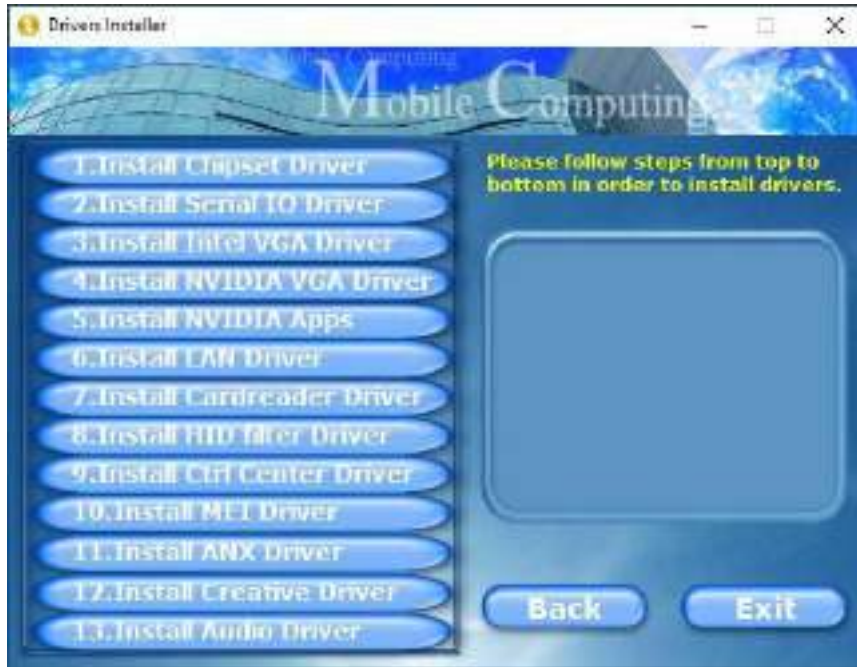 Drivers Installer
Mobile Computing
Mobile Computing
1.Install Chipset Driver
2.Install Serial IO Driver
3.Install Intel VGA Driver
4.Install NVIDIA VGA Driver
5.Install NVIDIA Apps
6.Install LAN Driver
7.Install Cardreader Driver
8.Install HID filter Driver
9.Install Ctrl Center Driver
10.Install MEI Driver
11.Install ANX Driver
12.Install Creative Driver
13.Install Audio Driver
Please follow steps from top to
bottom in order to install drivers.
Back
Exit